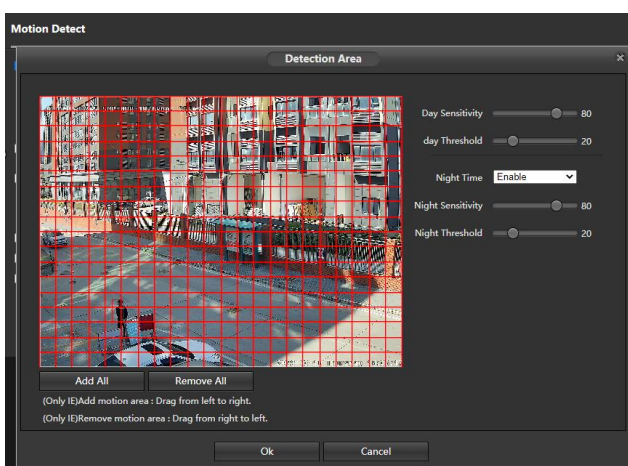 Motion Detect
Detection Area
Day Sensitivity 80
day Threshold 20
Night Time Enable
Night Sensitivity 80
Night Threshold 20
Add All Remove All
(Only IE)Add motion area : Drag from left to right.
(Only IE)Remove motion area : Drag from right to left.
Ok Cancel